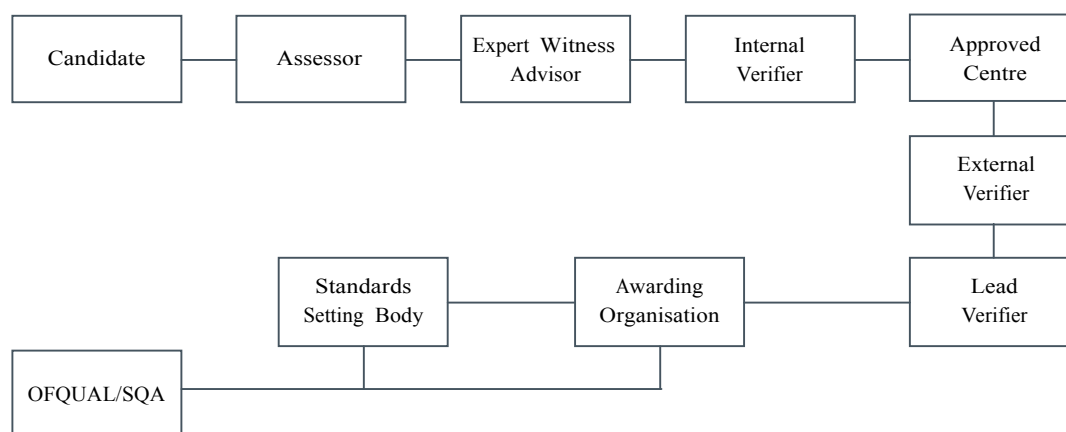 Candidate
Assessor
Expert Witness
Advisor
Internal
Verifier
Approved
Centre
External
Verifier
Standards
Setting Body
Awarding
Organisation
Lead
Verifier
OFQUAL/SQA